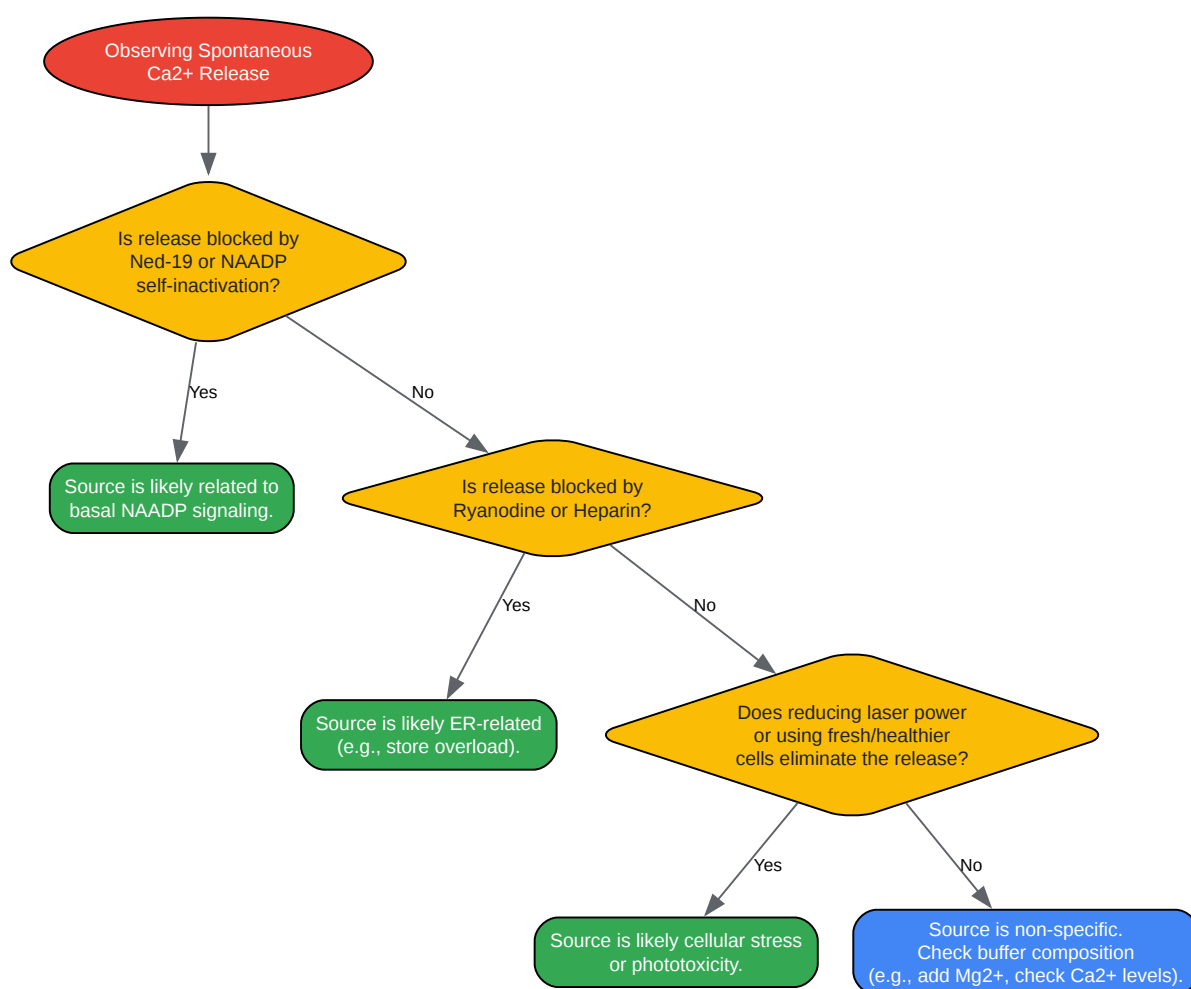 Observing Spontaneous
Ca2+ Release
Is release blocked by
Ned-19 or NAADP
self-inactivation?
Yes
No
Source is likely related to
basal NAADP signaling.
Is release blocked by
Ryanodine or Heparin?
Yes
No
Source is likely ER-related
(e.g., store overload).
Does reducing laser power
or using fresh/healthier
cells eliminate the release?
Yes
No
Source is likely cellular stress
or phototoxicity.
Source is non-specific.
Check buffer composition
(e.g., add Mg2+, check Ca2+ levels).